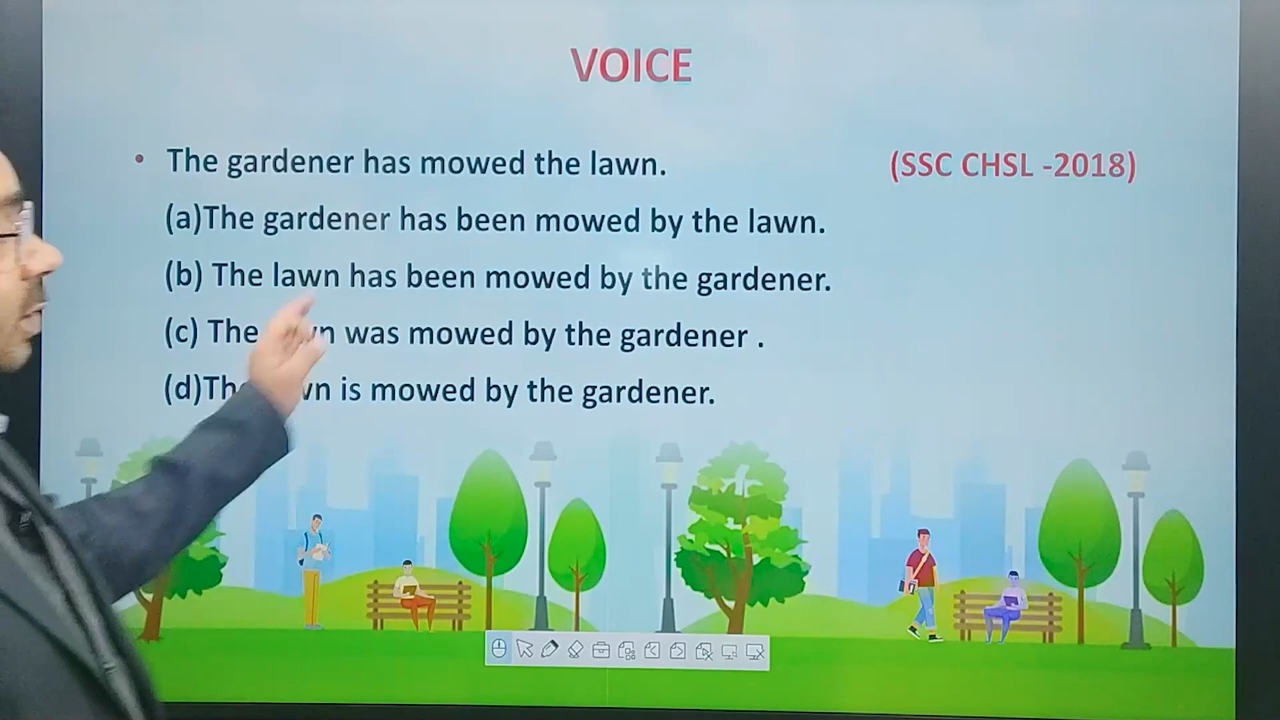 VOICE
• The gardener has mowed the lawn. (SSC CHSL -2018)
(a)The gardener has been mowed by the lawn.
(b) The lawn has been mowed by the gardener.
(c) The was mowed by the gardener .
(d) is mowed by the gardener.